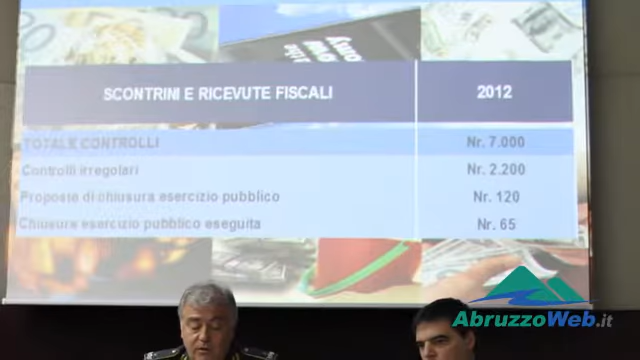 SCONTRINI E RICEVUTE FISCALI 2012
TOTALE CONTROLLI Nr. 7.000
Controlli irregolari Nr. 2.200
Proposte di chiusura esercizio pubblico Nr. 120
Chiusure esercizio pubblico eseguita Nr. 65
AbruzzoWeb.it